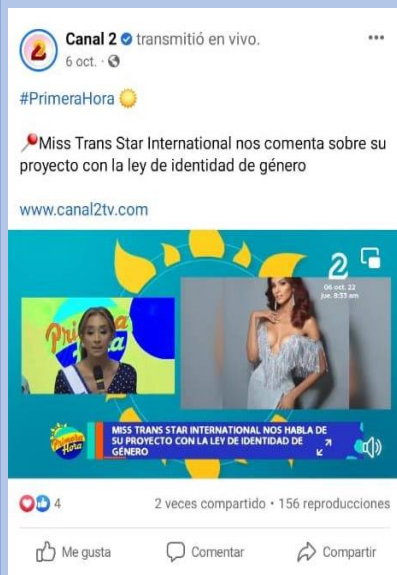 Canal 2 transmitió en vivo.
6 oct.
#PrimeraHora
Miss Trans Star International nos comenta sobre su
proyecto con la ley de identidad de género
www.canal2tv.com
2
06 oct. 22
jue. 8:33 am
Primera
Hora
MISS TRANS STAR INTERNATIONAL NOS HABLA DE
SU PROYECTO CON LA LEY DE IDENTIDAD DE
GÉNERO
4
2 veces compartido • 156 reproducciones
Me gusta
Comentar
Compartir